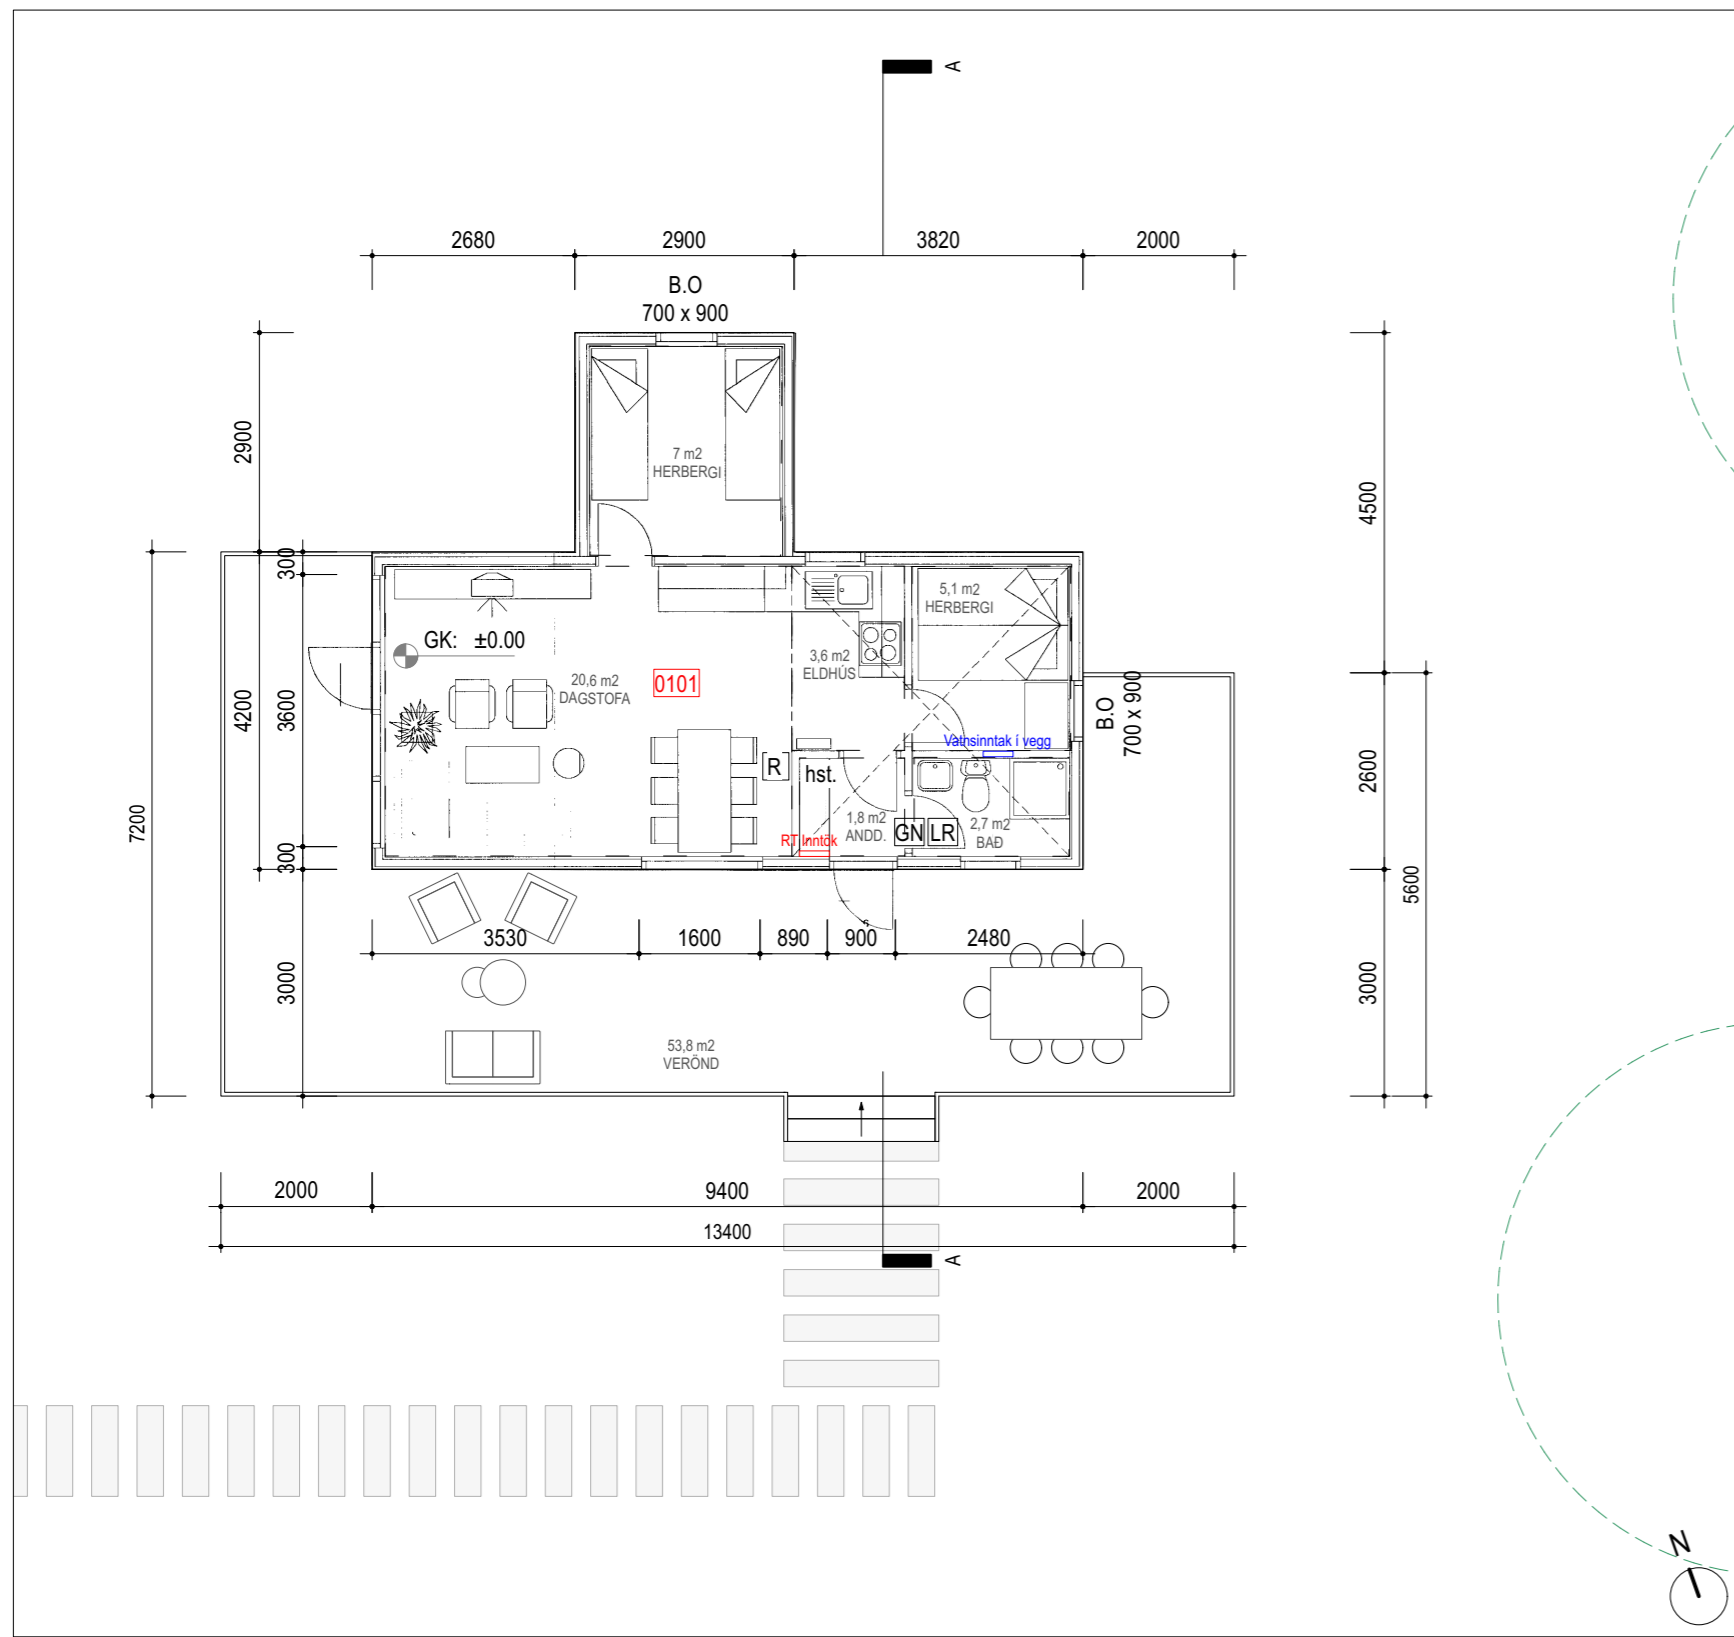 A
2680
2900
3820
2000
B.O
700 x 900
2900
4500
7 m2
HERBERGI
300
5,1 m2
HERBERGI
GK: ±0.00
3,6 m2
ELDHÚS
20,6 m2
DAGSTOFA
0101
4200
3600
B.O
700 x 900
Vatnsinntak í vegg
R
hst.
2600
7200
1,8 m2
ANDD.
GN
LR
2,7 m2
BAÐ
RT Inntök
300
5600
3530
1600
890
900
2480
3000
3000
53,8 m2
VERÖND
2000
9400
2000
13400
A
N